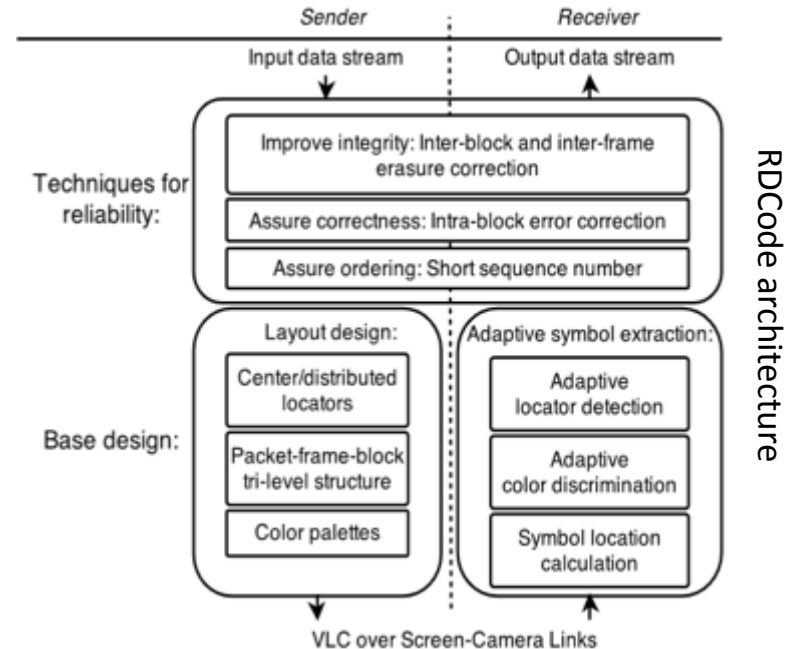 Sender
Receiver
Input data stream
Output data stream
Techniques for
reliability:
Improve integrity: Inter-block and inter-frame
erasure correction
Assure correctness: Intra-block error correction
Assure ordering: Short sequence number
Base design:
Layout design:
Center/distributed
locators
Packet-frame-block
tri-level structure
Color palettes
Adaptive symbol extraction:
Adaptive
locator detection
Adaptive
color discrimination
Symbol location
calculation
VLC over Screen-Camera Links
RDCode architecture